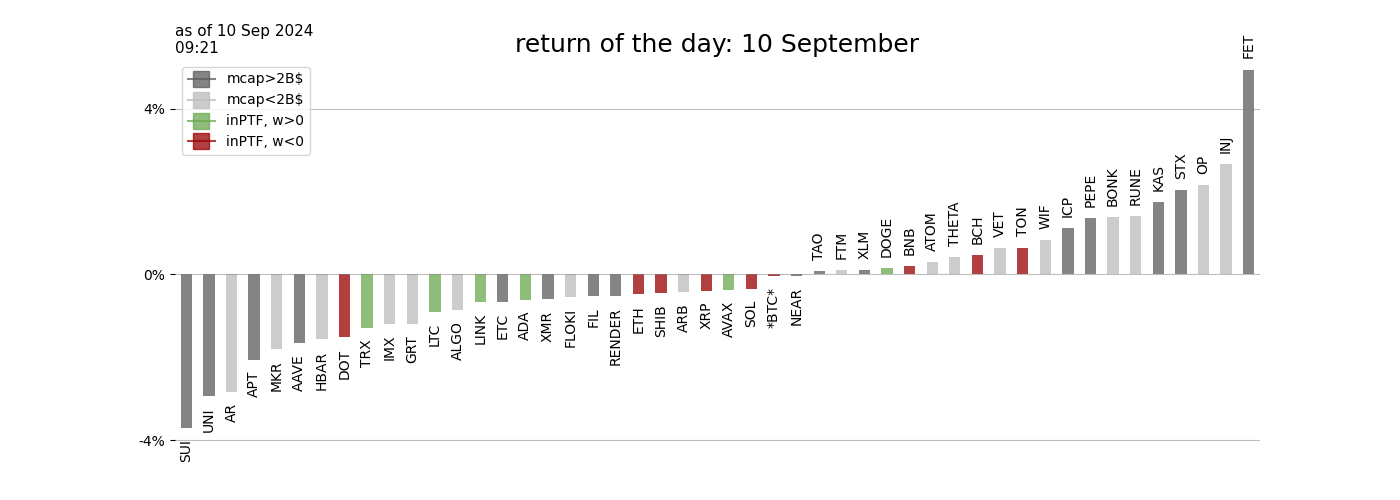 as of 10 Sep 2024
09:21
return of the day: 10 September
mcap>2B$
mcap<2B$
inPTF, w>0
inPTF, w<0
4%
0%
-4%
SUI
UNI
AR
APT
MKR
AAVE
HBAR
DOT
TRX
IMX
GRT
LTC
ALGO
LINK
ETC
ADA
XMR
FLOKI
FIL
RENDER
ETH
SHIB
ARB
XRP
AVAX
SOL
*BTC*
NEAR
TAO
FTM
XLM
DOGE
BNB
ATOM
THETA
BCH
VET
TON
WIF
ICP
PEPE
BONK
RUNE
KAS
STX
OP
INJ
FET